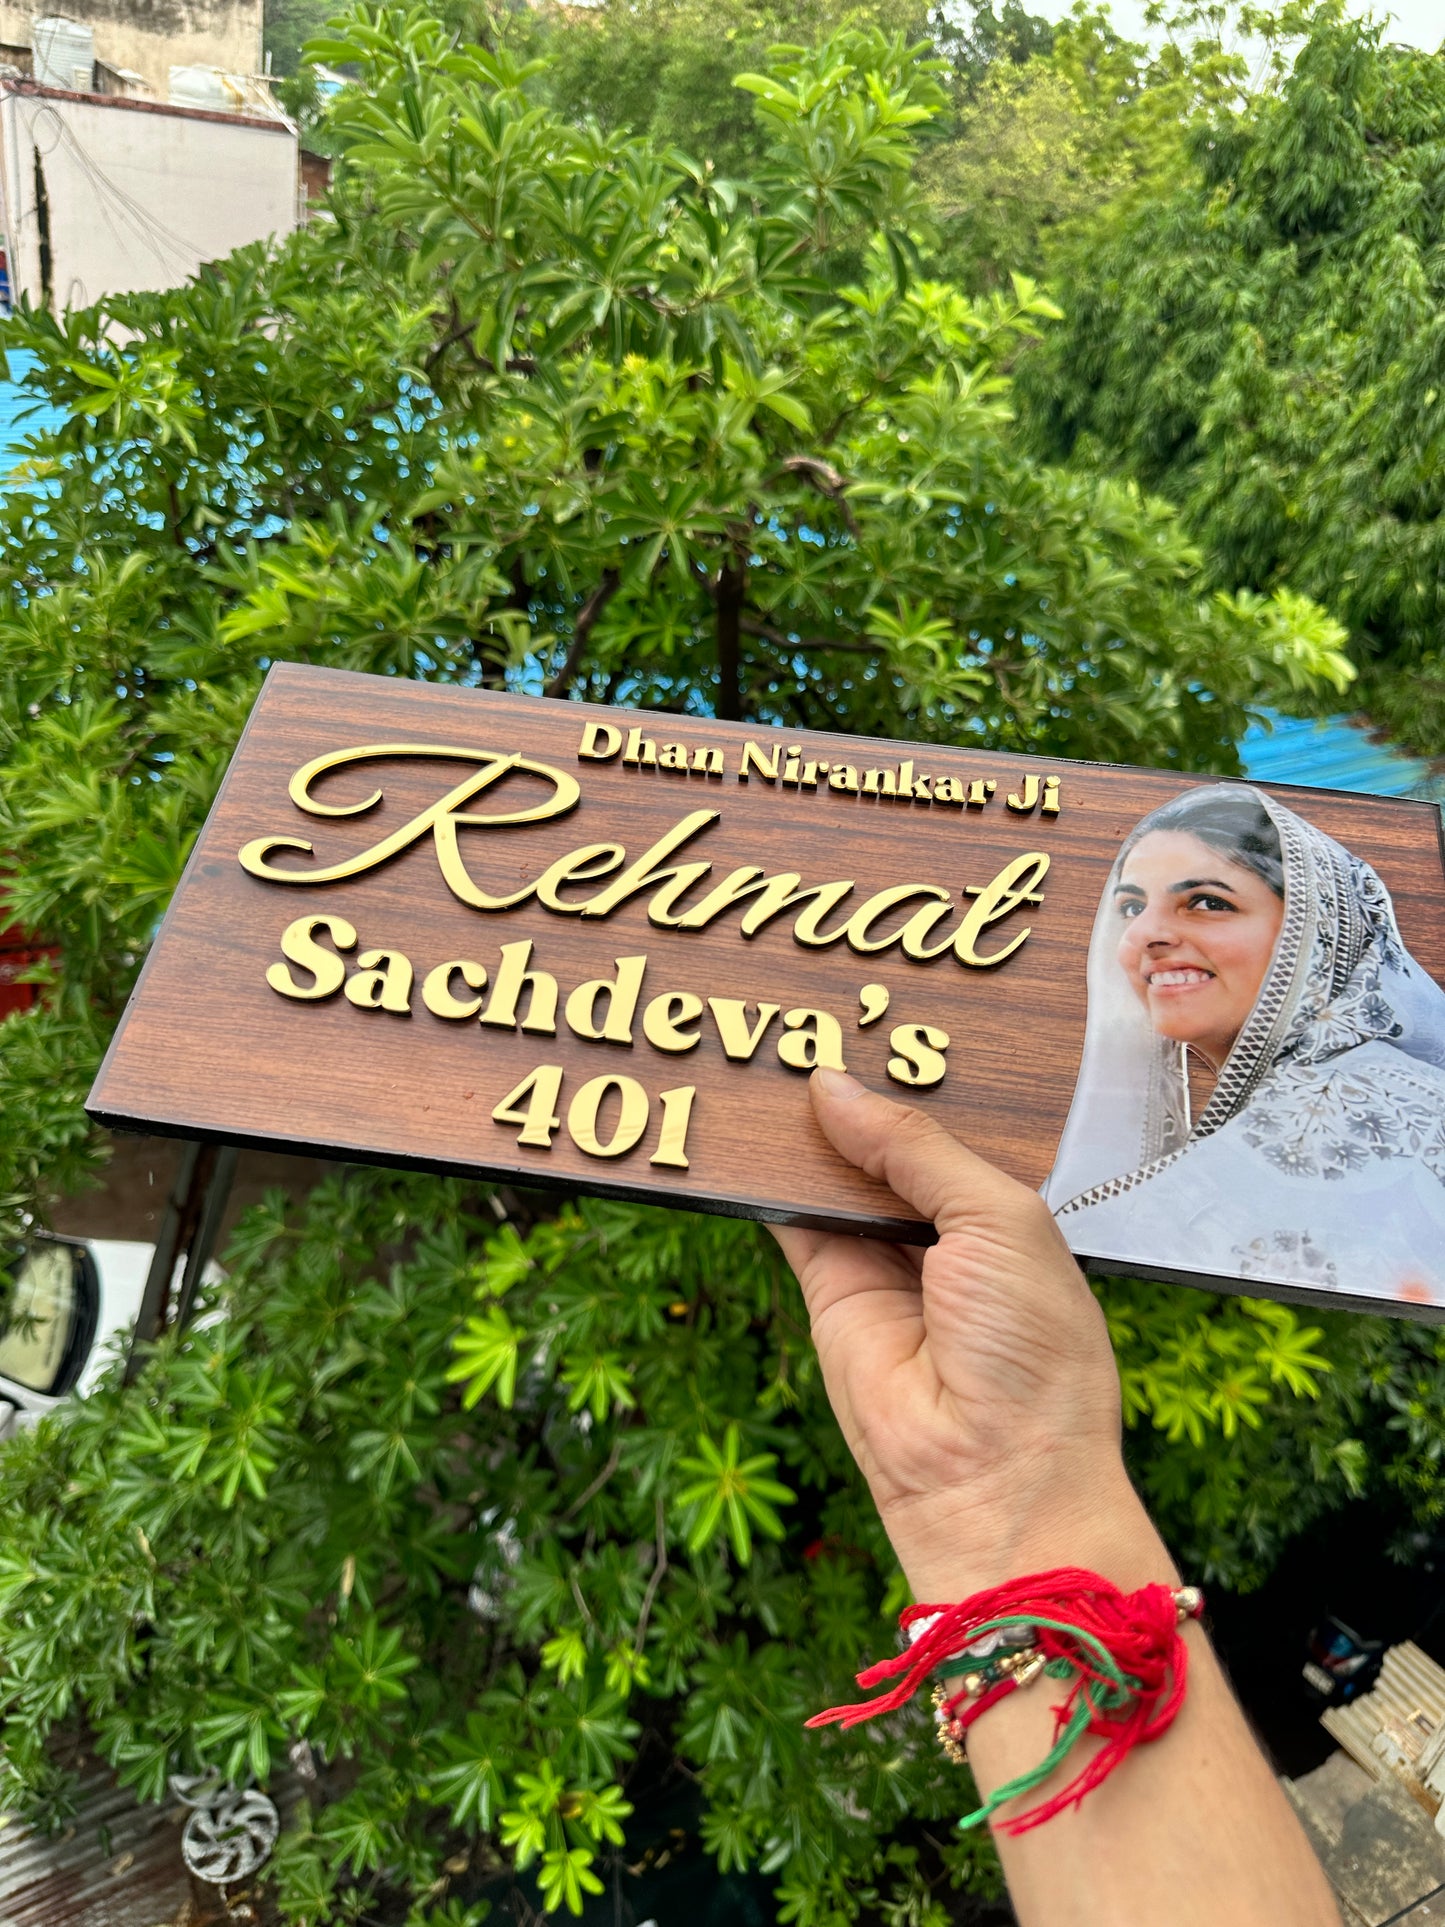 Dhan Nirankar Ji
Rehmat
Sachdeva's
401